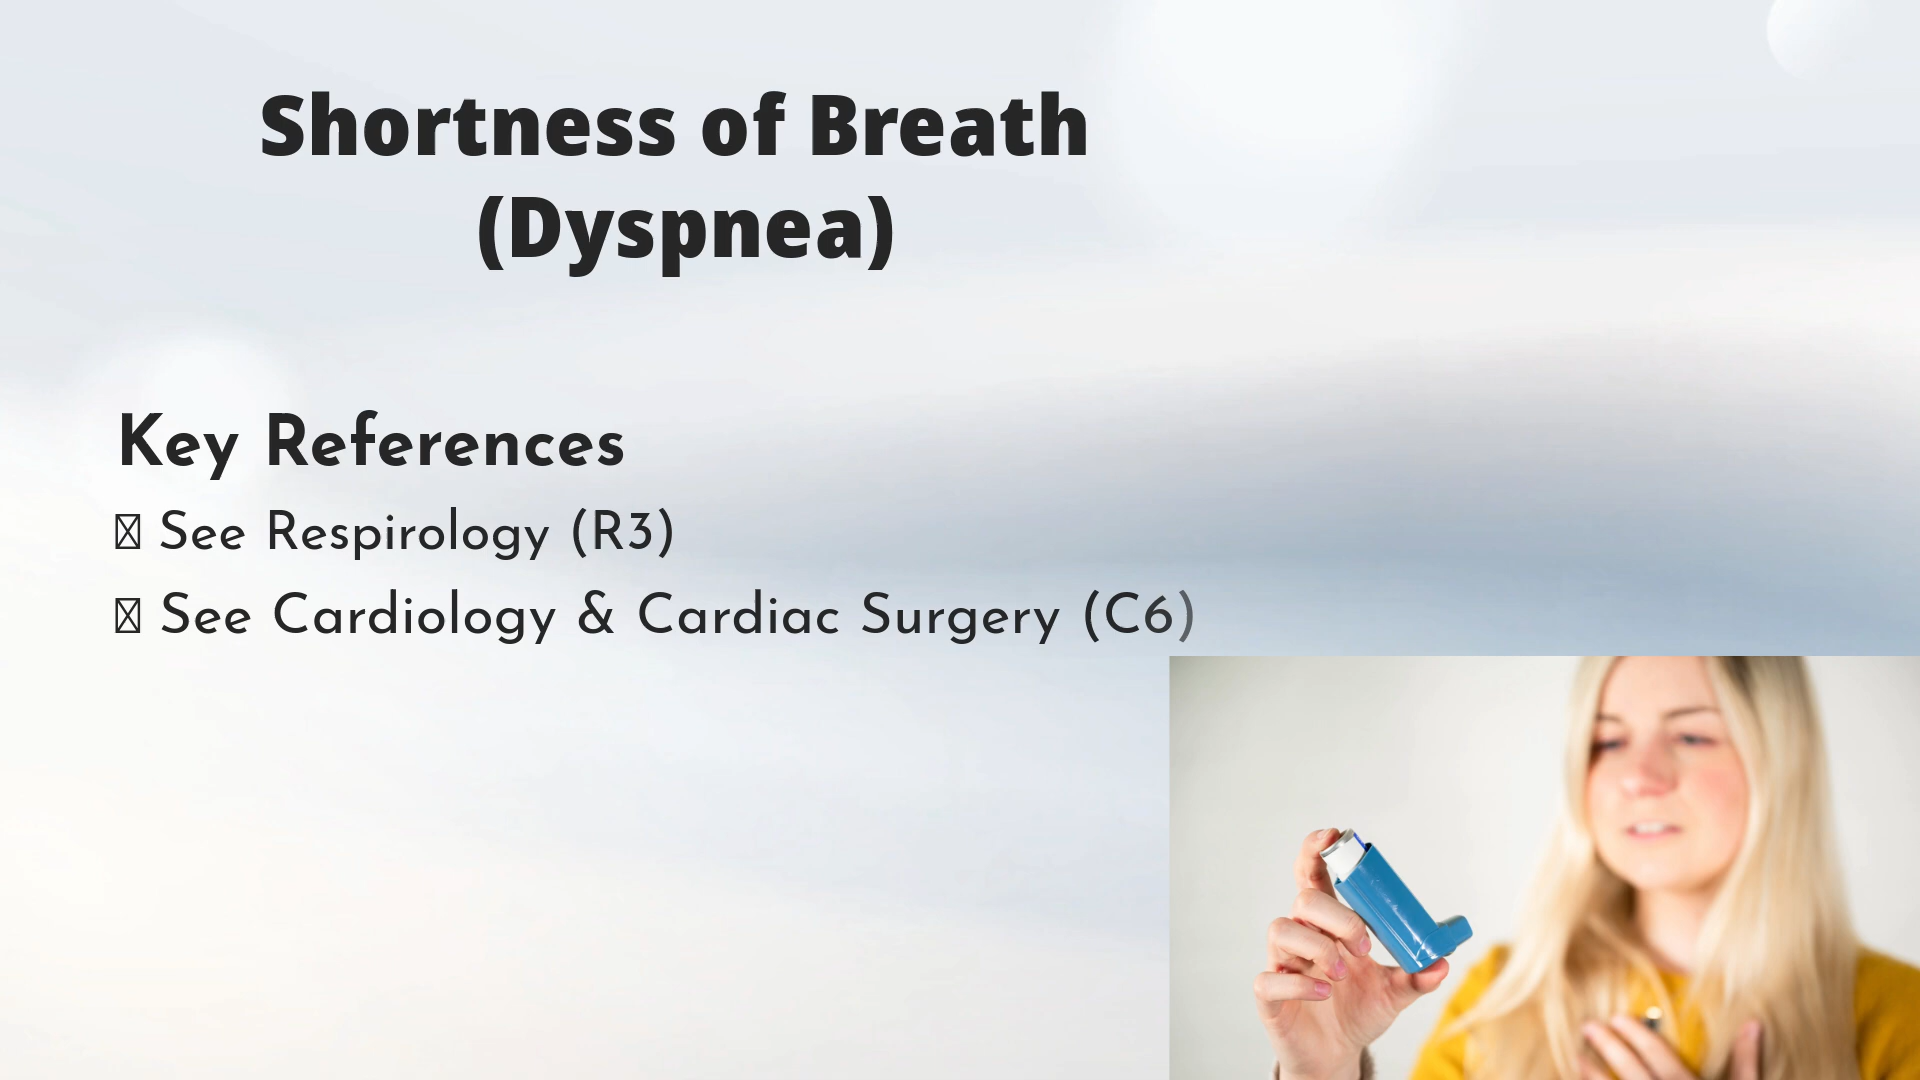 Shortness of Breath
(Dyspnea)
Key References
See Respirology (R3)
See Cardiology & Cardiac Surgery (C6)